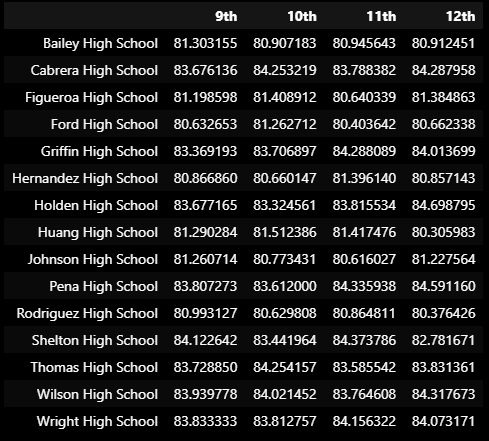 9th 10th 11th 12th
Bailey High School 81.303155 80.907183 80.945643 80.912451
Cabrera High School 83.676136 84.253219 83.788382 84.287958
Figueroa High School 81.198598 81.408912 80.640339 81.384863
Ford High School 80.632653 81.262712 80.403642 80.662338
Griffin High School 83.369193 83.706897 84.288089 84.013699
Hernandez High School 80.866860 80.660147 81.396140 80.857143
Holden High School 83.677165 83.324561 83.815534 84.698795
Huang High School 81.290284 81.512386 81.417476 80.305983
Johnson High School 81.260714 80.773431 80.616027 81.227564
Pena High School 83.807273 83.612000 84.335938 84.591160
Rodriguez High School 80.993127 80.629808 80.864811 80.376426
Shelton High School 84.122642 83.441964 84.373786 82.781671
Thomas High School 83.728850 84.254157 83.585542 83.831361
Wilson High School 83.939778 84.021452 83.764608 84.317673
Wright High School 83.833333 83.812757 84.156322 84.073171